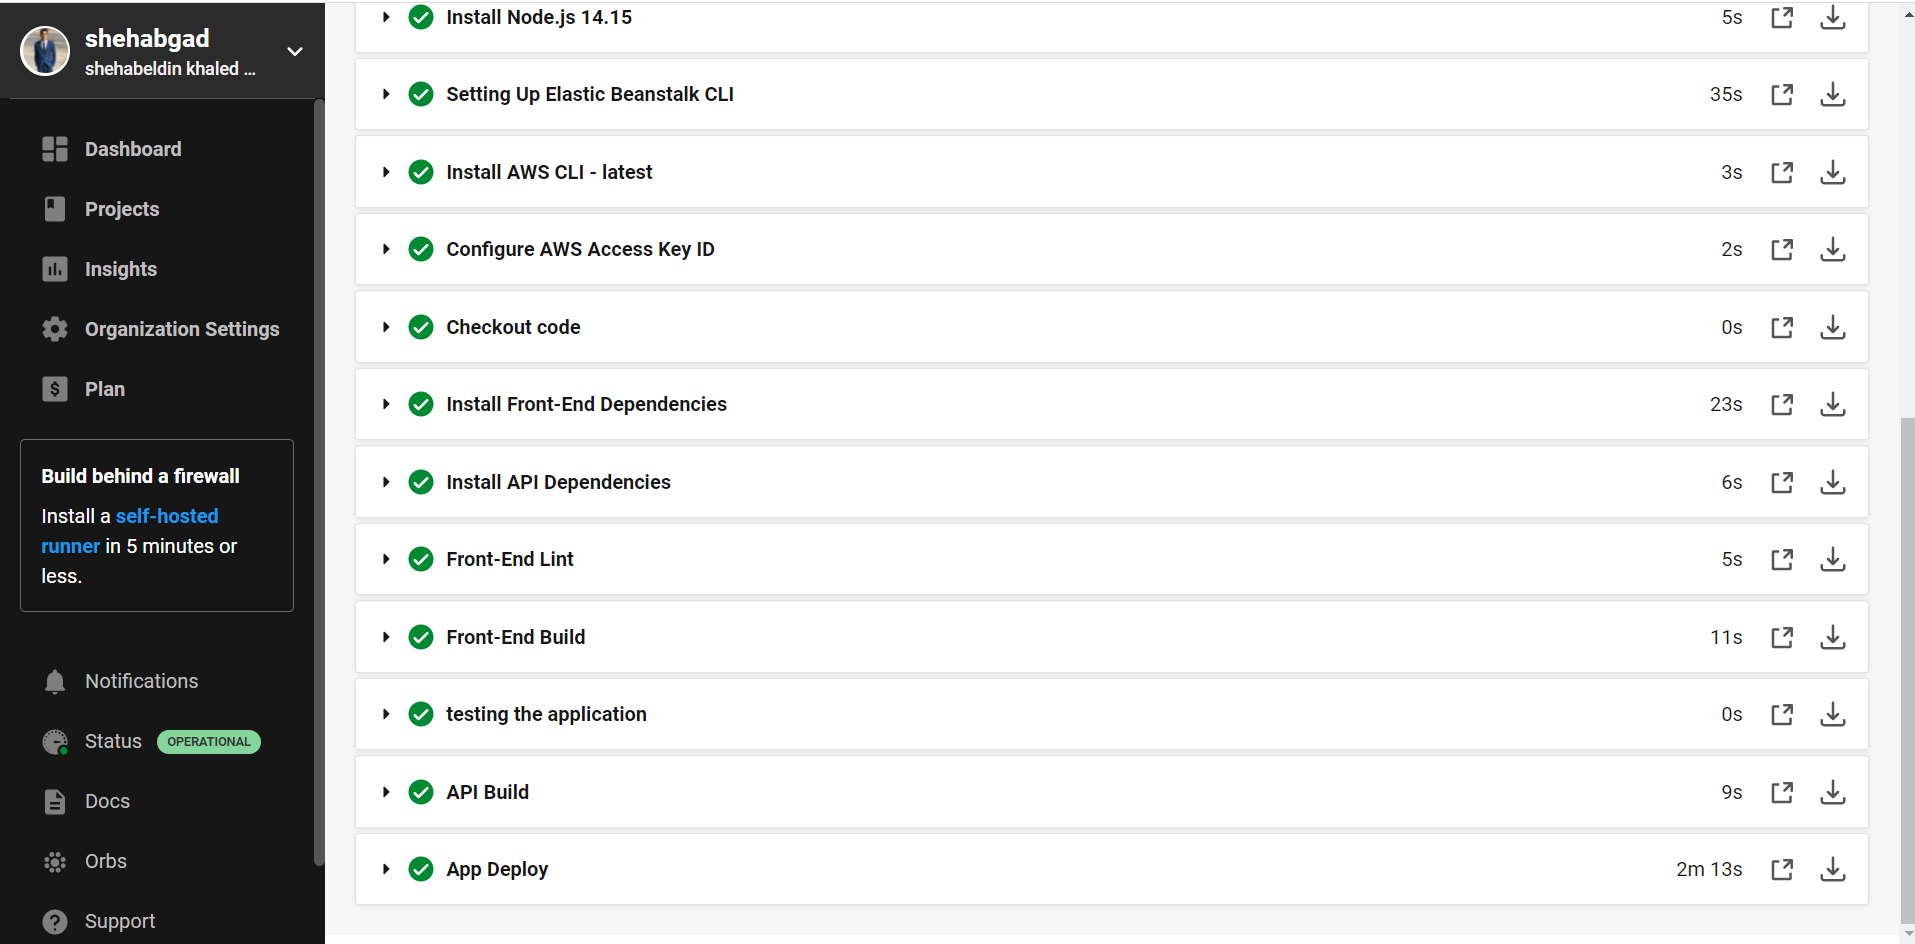 shehabgad
shehabeldin khaled ...
Dashboard
Projects
Insights
Organization Settings
Plan
Build behind a firewall
Install a self-hosted
runner in 5 minutes or
less.
Notifications
Status OPERATIONAL
Docs
Orbs
Support
Install Node.js 14.15 5s
Setting Up Elastic Beanstalk CLI 35s
Install AWS CLI - latest 3s
Configure AWS Access Key ID 2s
Checkout code 0s
Install Front-End Dependencies 23s
Install API Dependencies 6s
Front-End Lint 5s
Front-End Build 11s
testing the application 0s
API Build 9s
App Deploy 2m 13s